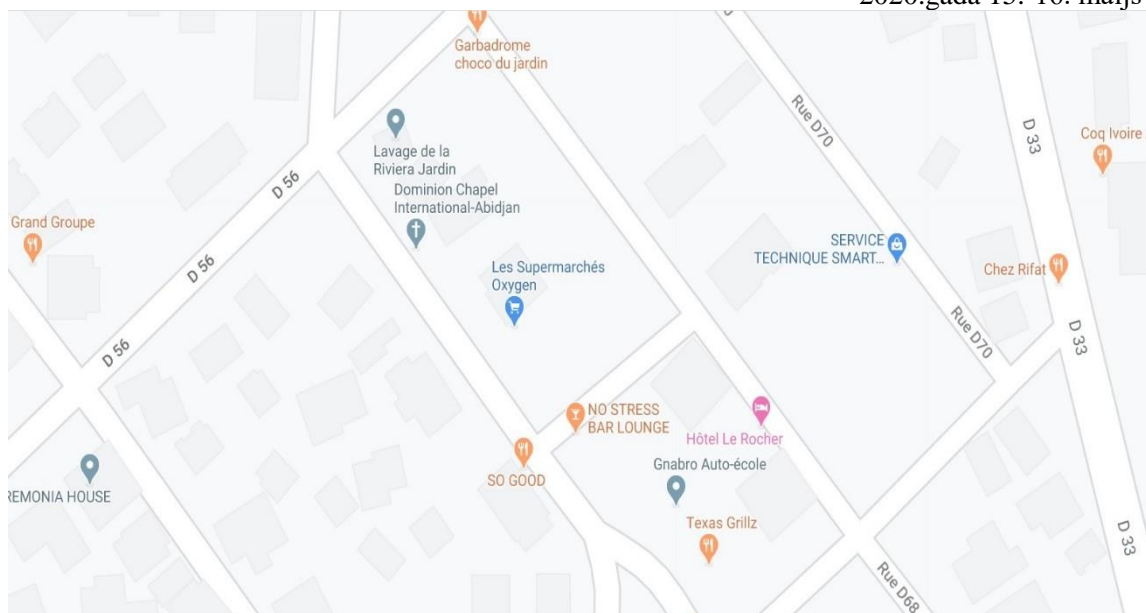 Garbadrome
choco du jardin
Rue D70
D 33
Coq Ivoire
Lavage de la
Riviera Jardin
D 56
Dominion Chapel
International-Abidjan
Grand Groupe
SERVICE
TECHNIQUE SMART...
D 56
Les Supermarchés
Oxygen
Chez Rifat
D 56
Rue D70
D 33
NO STRESS
BAR LOUNGE
Hôtel Le Rocher
SO GOOD
Gnabro Auto-école
REMONIA HOUSE
Texas Grillz
D 33
Rue D68